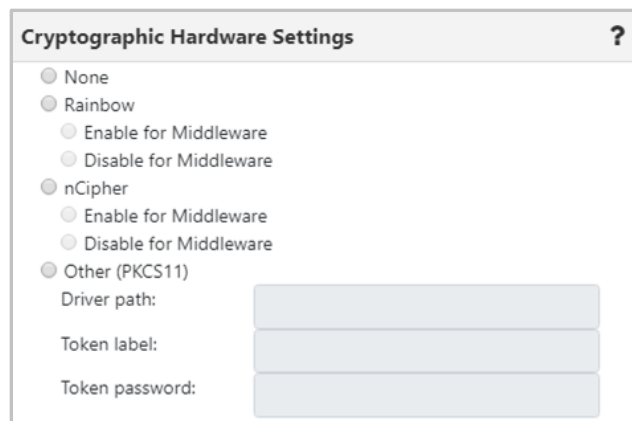 Cryptographic Hardware Settings ?
None
Rainbow
Enable for Middleware
Disable for Middleware
nCipher
Enable for Middleware
Disable for Middleware
Other (PKCS11)
Driver path:
Token label:
Token password: